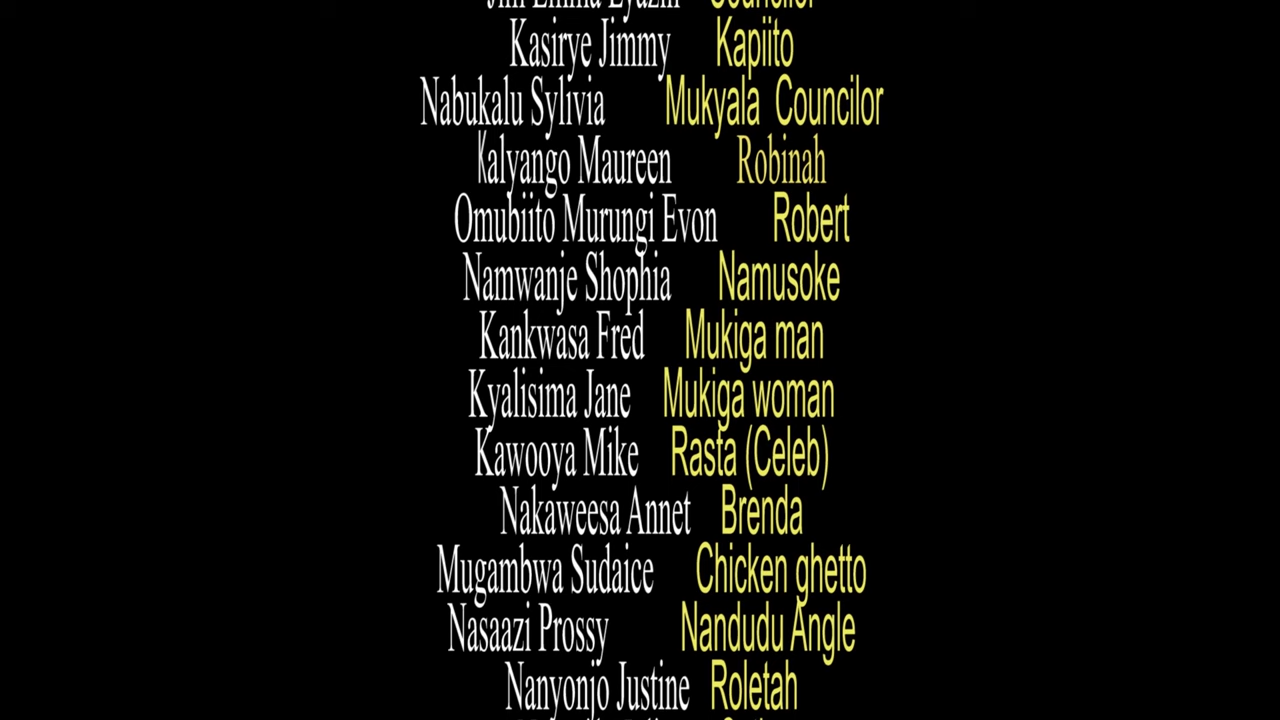 Kasirye Jimmy Kapiito
Nabukalu Sylivia Mukyala Councilor
Kalyango Maureen Robinah
Omubiito Murungi Evon Robert
Namwanje Shophia Namusoke
Kankwasa Fred Mukiga man
Kyalisima Jane Mukiga woman
Kawooya Mike Rasta (Celeb)
Nakaweesa Annet Brenda
Mugambwa Sudaice Chicken ghetto
Nasaazi Prossy Nandudu Angle
Nanyonjo Justine Roletah